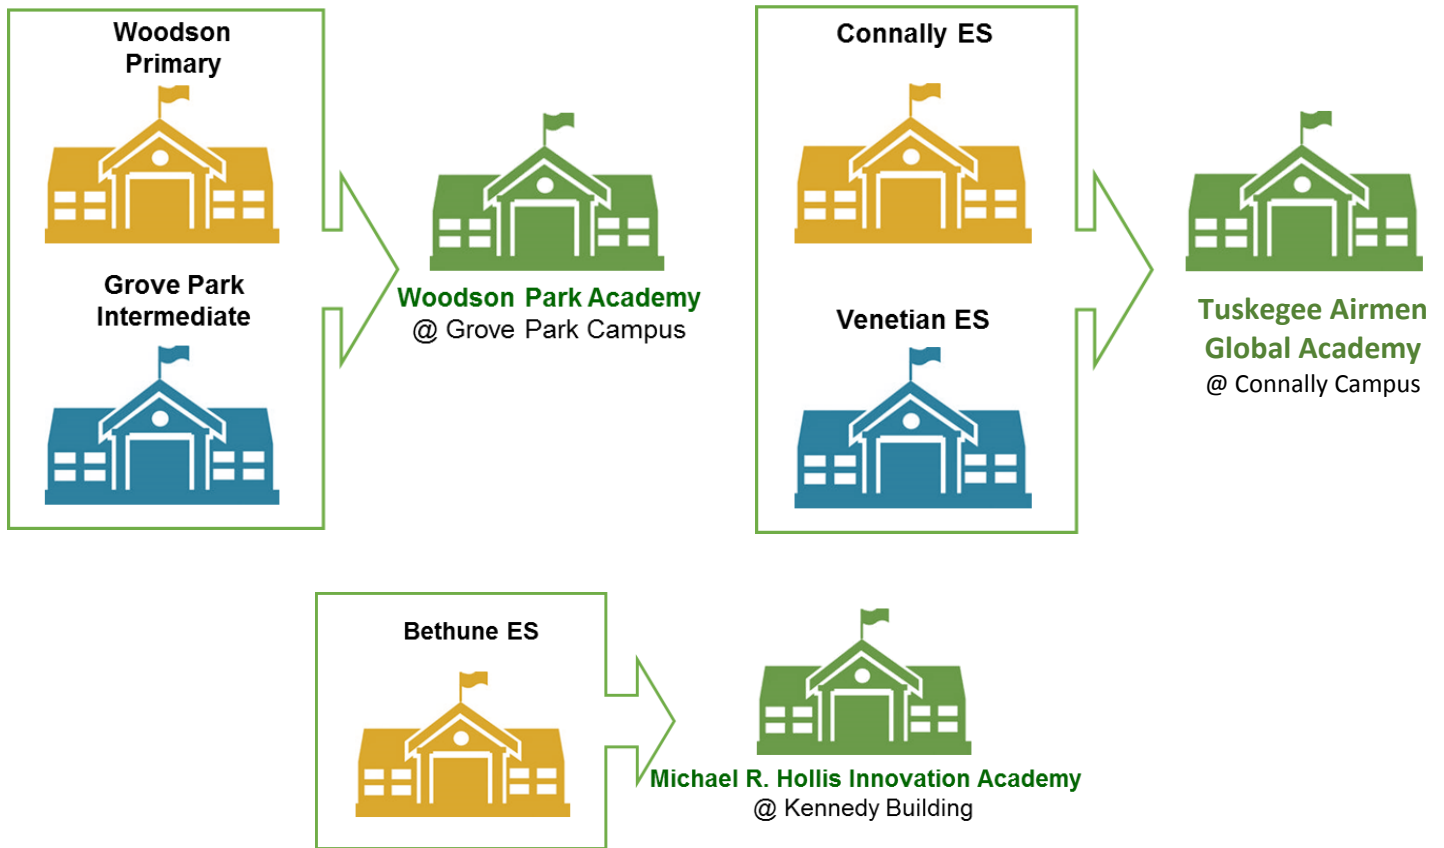 Woodson
Primary
Grove Park
Intermediate
Woodson Park Academy
@ Grove Park Campus
Connally ES
Venetian ES
Tuskegee Airmen
Global Academy
@ Connally Campus
Bethune ES
Michael R. Hollis Innovation Academy
@ Kennedy Building